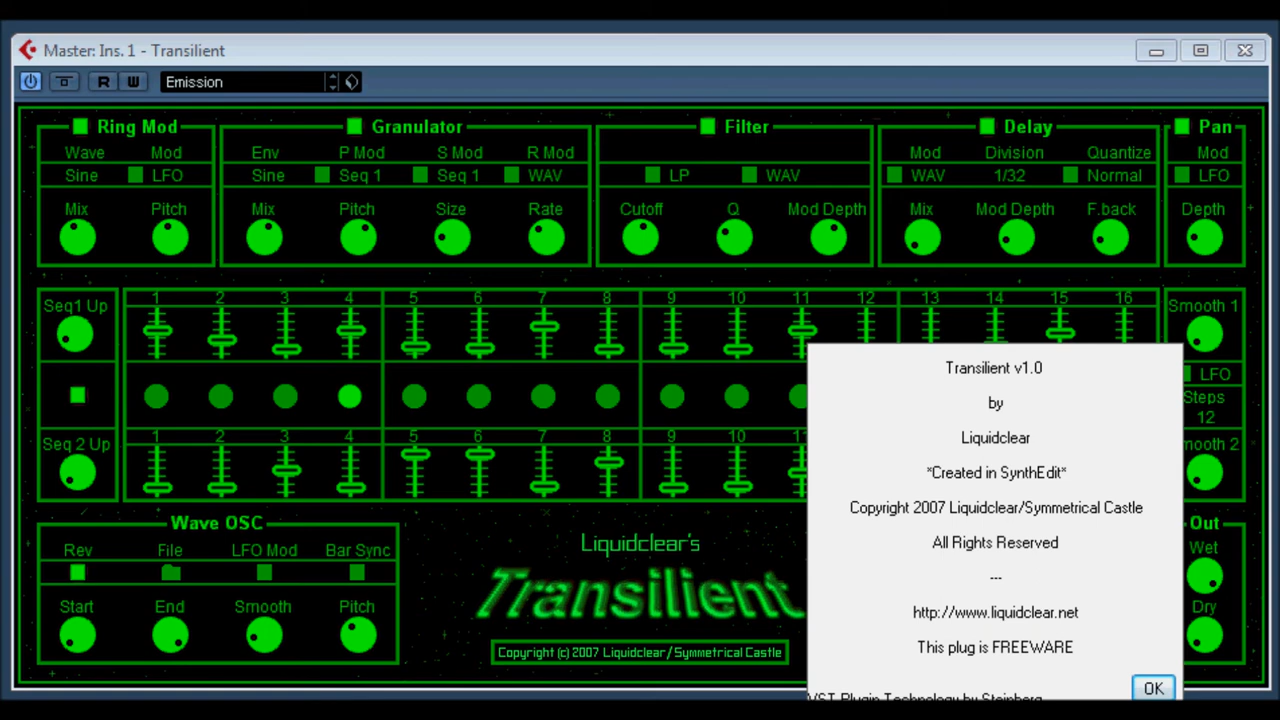 Master: Ins. 1 - Transilient
R W Emission
Ring Mod Granulator Filter Delay Pan
Wave Mod Env P Mod S Mod R Mod Mod Division Quantize Mod
Sine LFO Sine Seq 1 Seq 1 WAV LP WAV WAV 1/32 Normal LFO
Mix Pitch Mix Pitch Size Rate Cutoff Q Mod Depth Mix Mod Depth F.back Depth
Seq1 Up 1 2 3 4 5 6 7 8 9 10 11 12 13 14 15 16 Smooth 1
LFO
Steps
12
Seq 2 Up 1 2 3 4 5 6 7 8 9 10 mooth 2
Wave OSC
Rev File LFO Mod Bar Sync
Start End Smooth Pitch
Liquidclear's
Transilient
Copyright (c) 2007 Liquidclear/Symmetrical Castle
Transilient v1.0
by
Liquidclear
*Created in SynthEdit*
Copyright 2007 Liquidclear/Symmetrical Castle
All Rights Reserved
---
http://www.liquidclear.net
This plug is FREEWARE
VST Plugin Technology by Steinberg
OK
Out
Wet
Dry